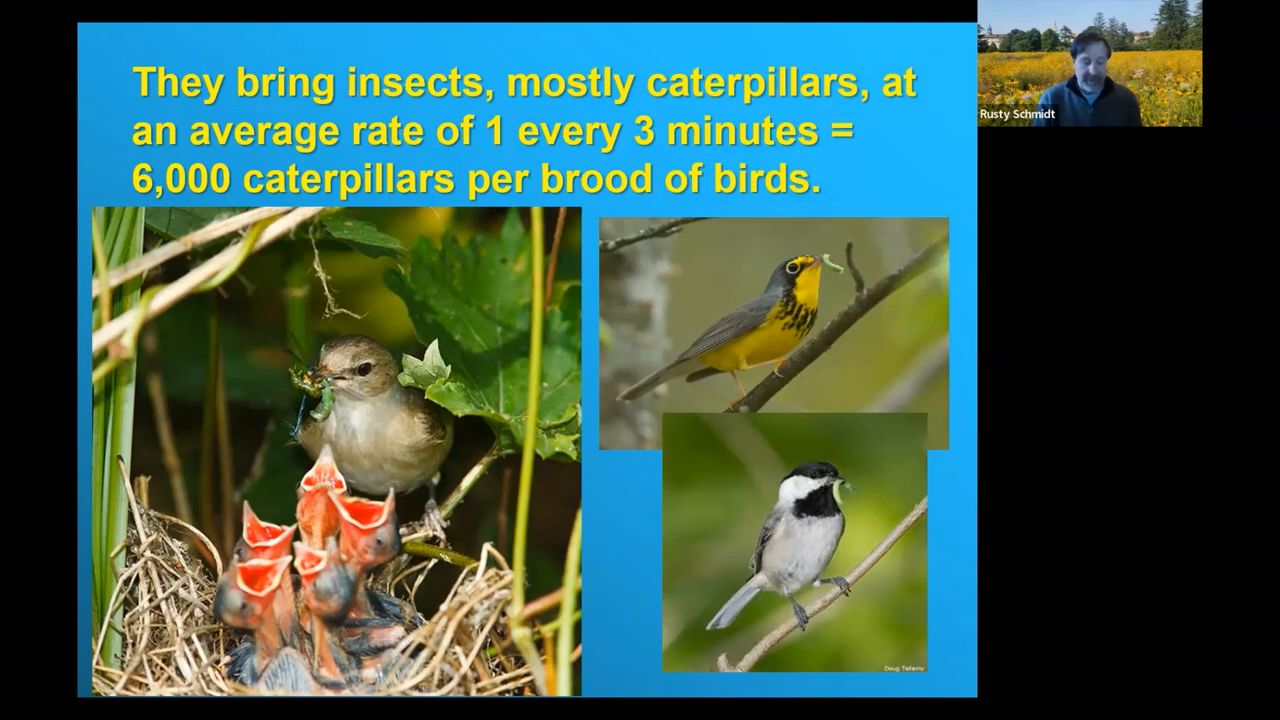 They bring insects, mostly caterpillars, at
an average rate of 1 every 3 minutes =
6,000 caterpillars per brood of birds.
Rusty Schmidt
Doug Tallamy